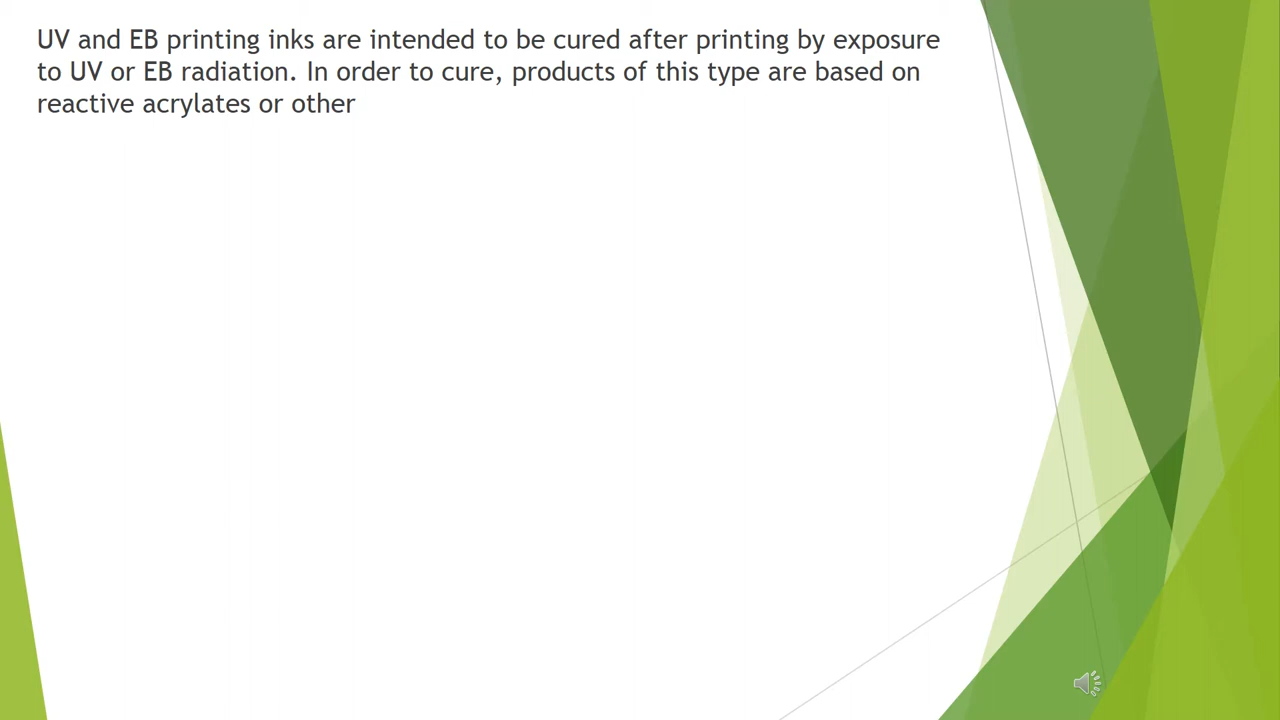 UV and EB printing inks are intended to be cured after printing by exposure
to UV or EB radiation. In order to cure, products of this type are based on
reactive acrylates or other